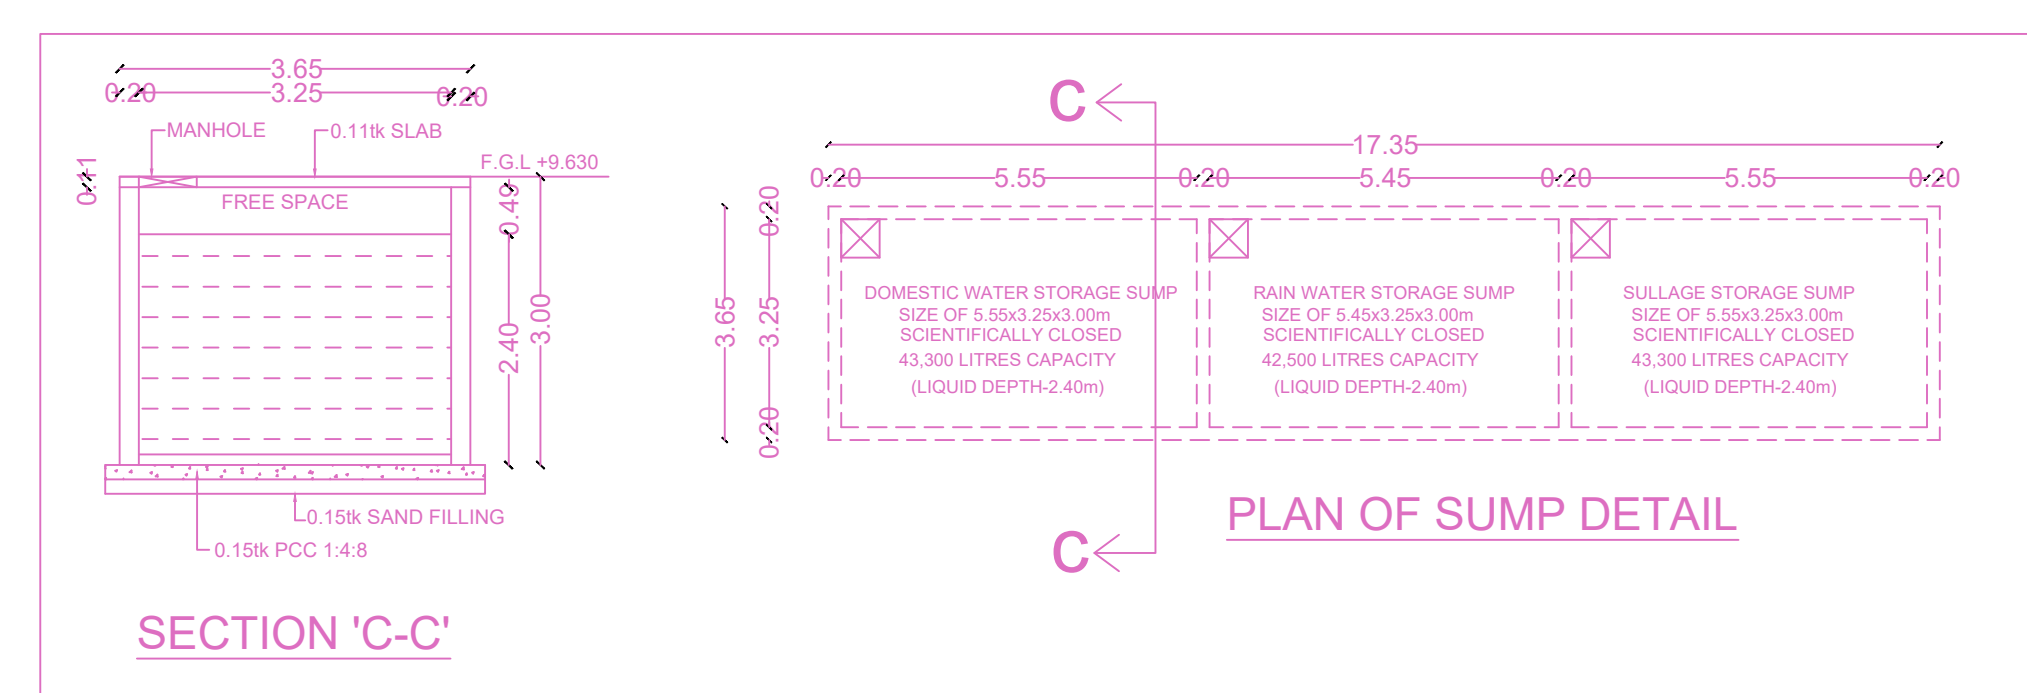 3.65
0.20
3.25
0.20
MANHOLE
0.11tk SLAB
F.G.L +9.630
0.11
FREE SPACE
0.49
2.40
3.00
0.15tk SAND FILLING
0.15tk PCC 1:4:8
SECTION 'C-C'
C
17.35
0.20
5.55
0.20
5.45
0.20
5.55
0.20
0.20
3.65
3.25
0.20
DOMESTIC WATER STORAGE SUMP
SIZE OF 5.55x3.25x3.00m
SCIENTIFICALLY CLOSED
43,300 LITRES CAPACITY
(LIQUID DEPTH-2.40m)
RAIN WATER STORAGE SUMP
SIZE OF 5.45x3.25x3.00m
SCIENTIFICALLY CLOSED
42,500 LITRES CAPACITY
(LIQUID DEPTH-2.40m)
SULLAGE STORAGE SUMP
SIZE OF 5.55x3.25x3.00m
SCIENTIFICALLY CLOSED
43,300 LITRES CAPACITY
(LIQUID DEPTH-2.40m)
C
PLAN OF SUMP DETAIL